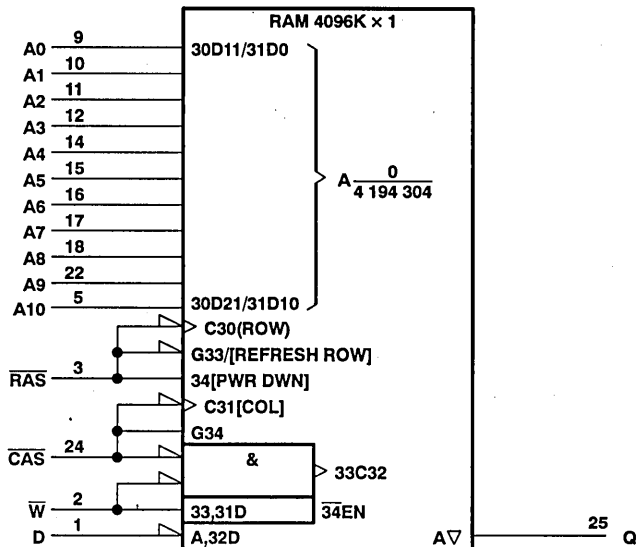 RAM 4096K × 1
A0 9 30D11/31D0
A1 10
A2 11
A3 12
A4 14
A5 15
A6 16
A7 17
A8 18
A9 22
A10 5 30D21/31D10
A 0
4 194 304
C30(ROW)
G33/[REFRESH ROW]
RAS 3 34[PWR DWN]
C31[COL]
G34
CAS 24 & 33C32
W 2 33,31D 34EN
D 1 A,32D A▽ 25 Q